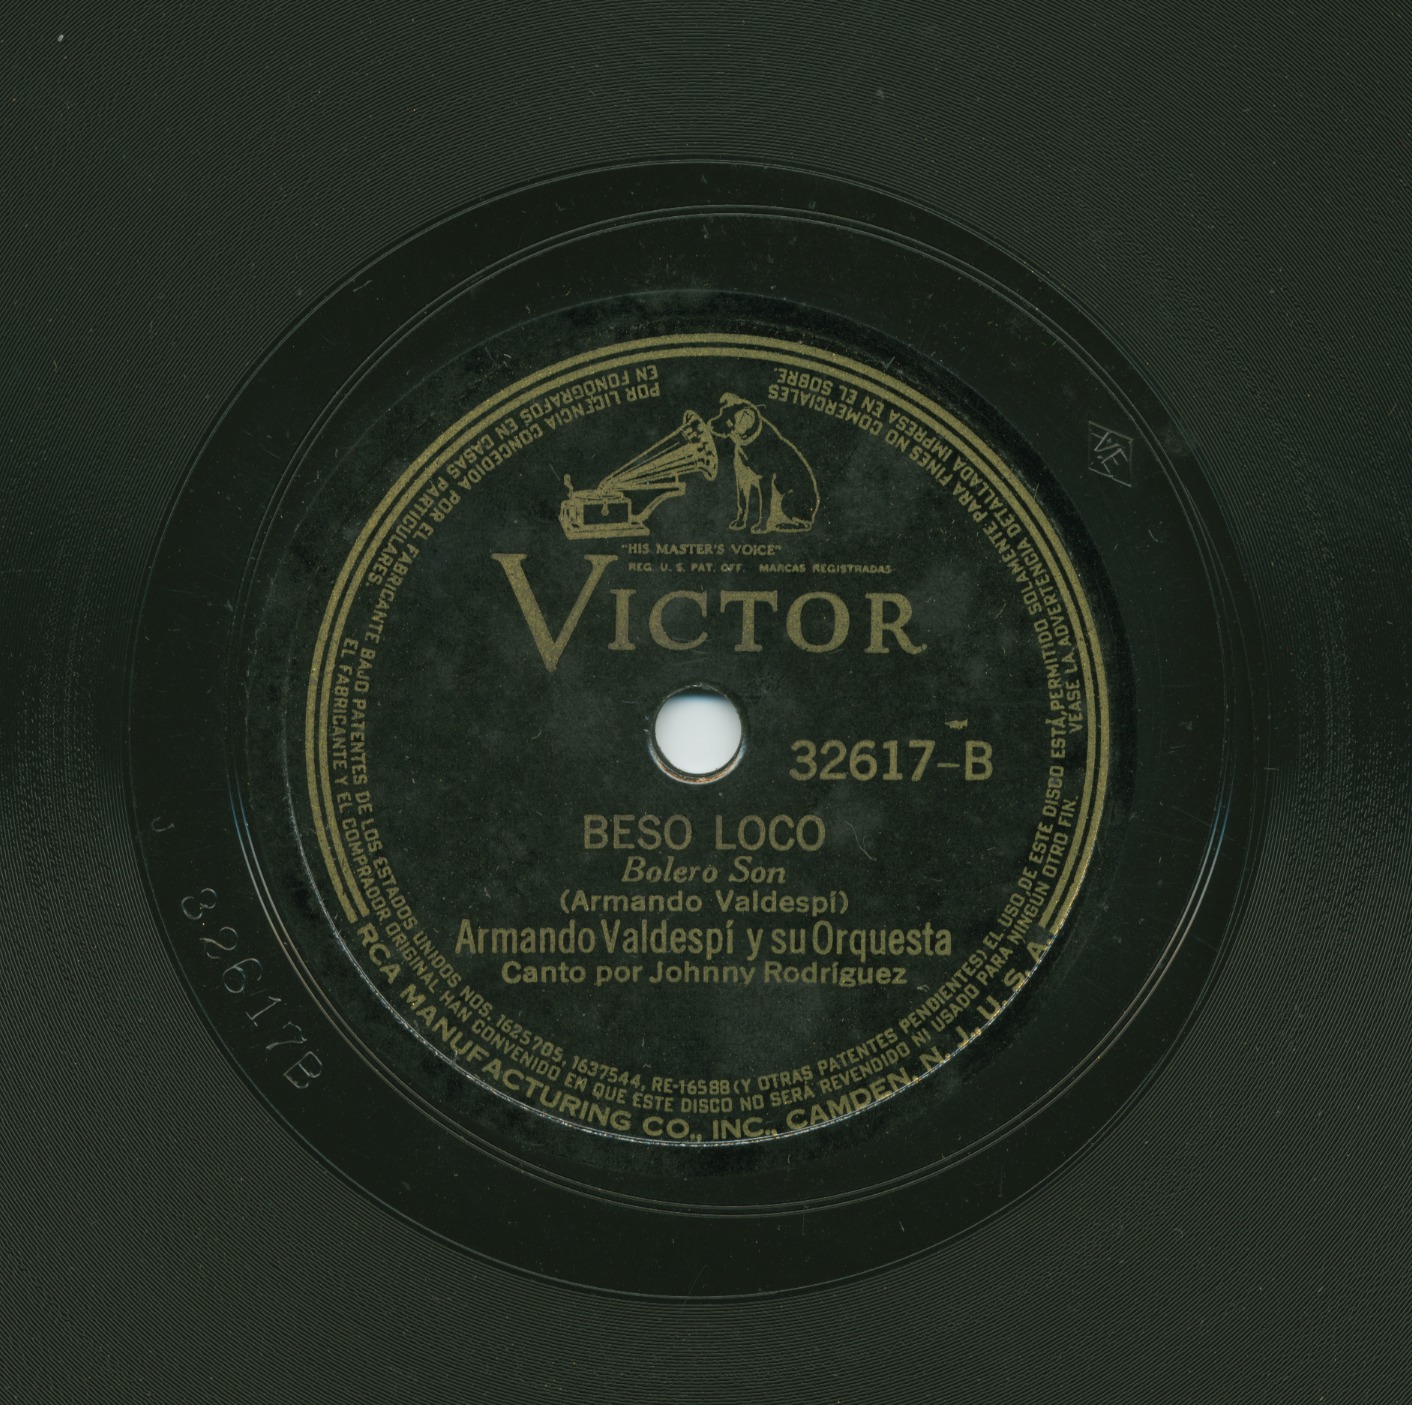 "HIS MASTER'S VOICE"
REG. U. S. PAT. OFF. MARCAS REGISTRADAS
VICTOR
32617-B
BESO LOCO
Bolero Son
(Armando Valdespí)
Armando Valdespí y su Orquesta
Canto por Johnny Rodríguez
POR LICENCIA CONCEDIDA POR EL FABRICANTE BAJO PATENTES DE LOS ESTADOS UNIDOS NOS. 1625705, 1637544, RE-16588 (Y OTRAS PATENTES PENDIENTES) EL USO DE ESTE DISCO ESTÁ PERMITIDO SOLAMENTE PARA FINES NO COMERCIALES
EN FONÓGRAFOS EN CASAS PARTICULARES. EL FABRICANTE Y EL COMPRADOR ORIGINAL HAN CONVENIDO EN QUE ÉSTE DISCO NO SERÁ REVENDIDO NI USADO PARA NINGÚN OTRO FIN. VEASE LA ADVERTENCIA DETALLADA IMPRESA EN EL SOBRE.
RCA MANUFACTURING CO., INC., CAMDEN, N. J., U. S. A.
VE
32617B